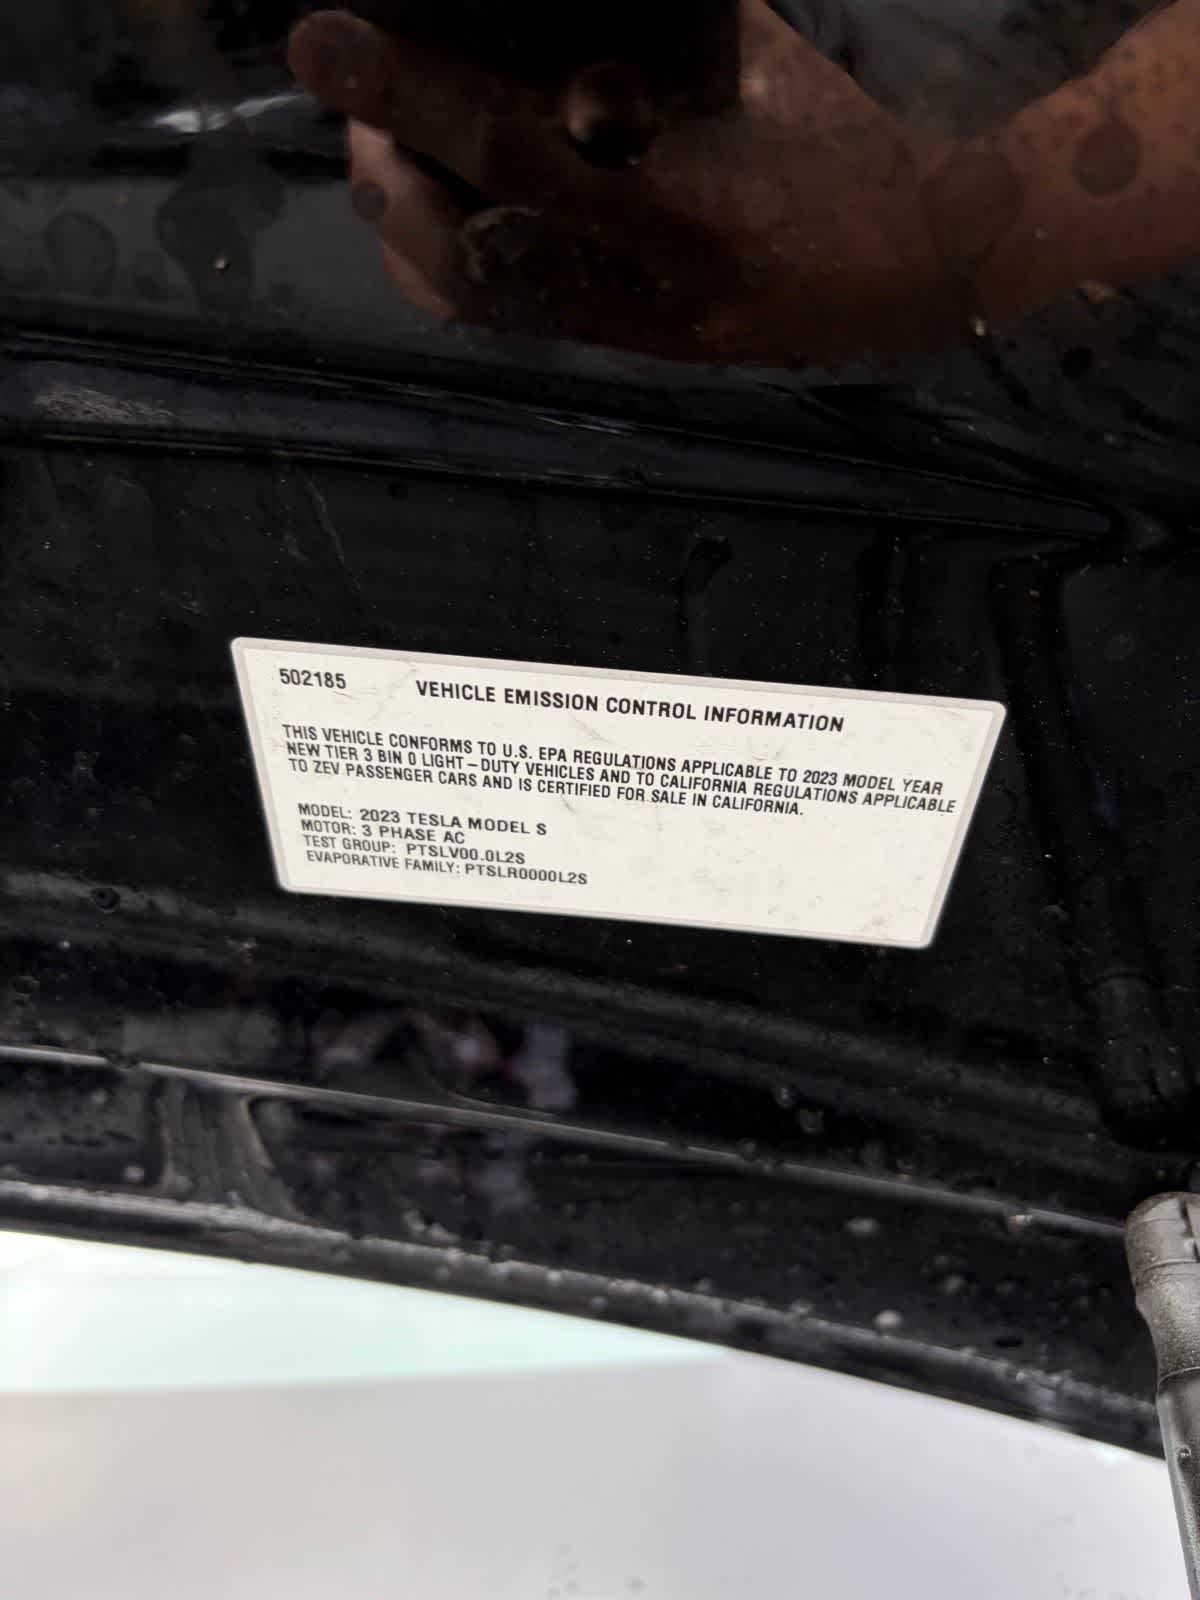 502185 VEHICLE EMISSION CONTROL INFORMATION
THIS VEHICLE CONFORMS TO U.S. EPA REGULATIONS APPLICABLE TO 2023 MODEL YEAR
NEW TIER 3 BIN 0 LIGHT-DUTY VEHICLES AND TO CALIFORNIA REGULATIONS APPLICABLE
TO ZEV PASSENGER CARS AND IS CERTIFIED FOR SALE IN CALIFORNIA.
MODEL: 2023 TESLA MODEL S
MOTOR: 3 PHASE AC
TEST GROUP: PTSLV00.0L2S
EVAPORATIVE FAMILY: PTSLR0000L2S